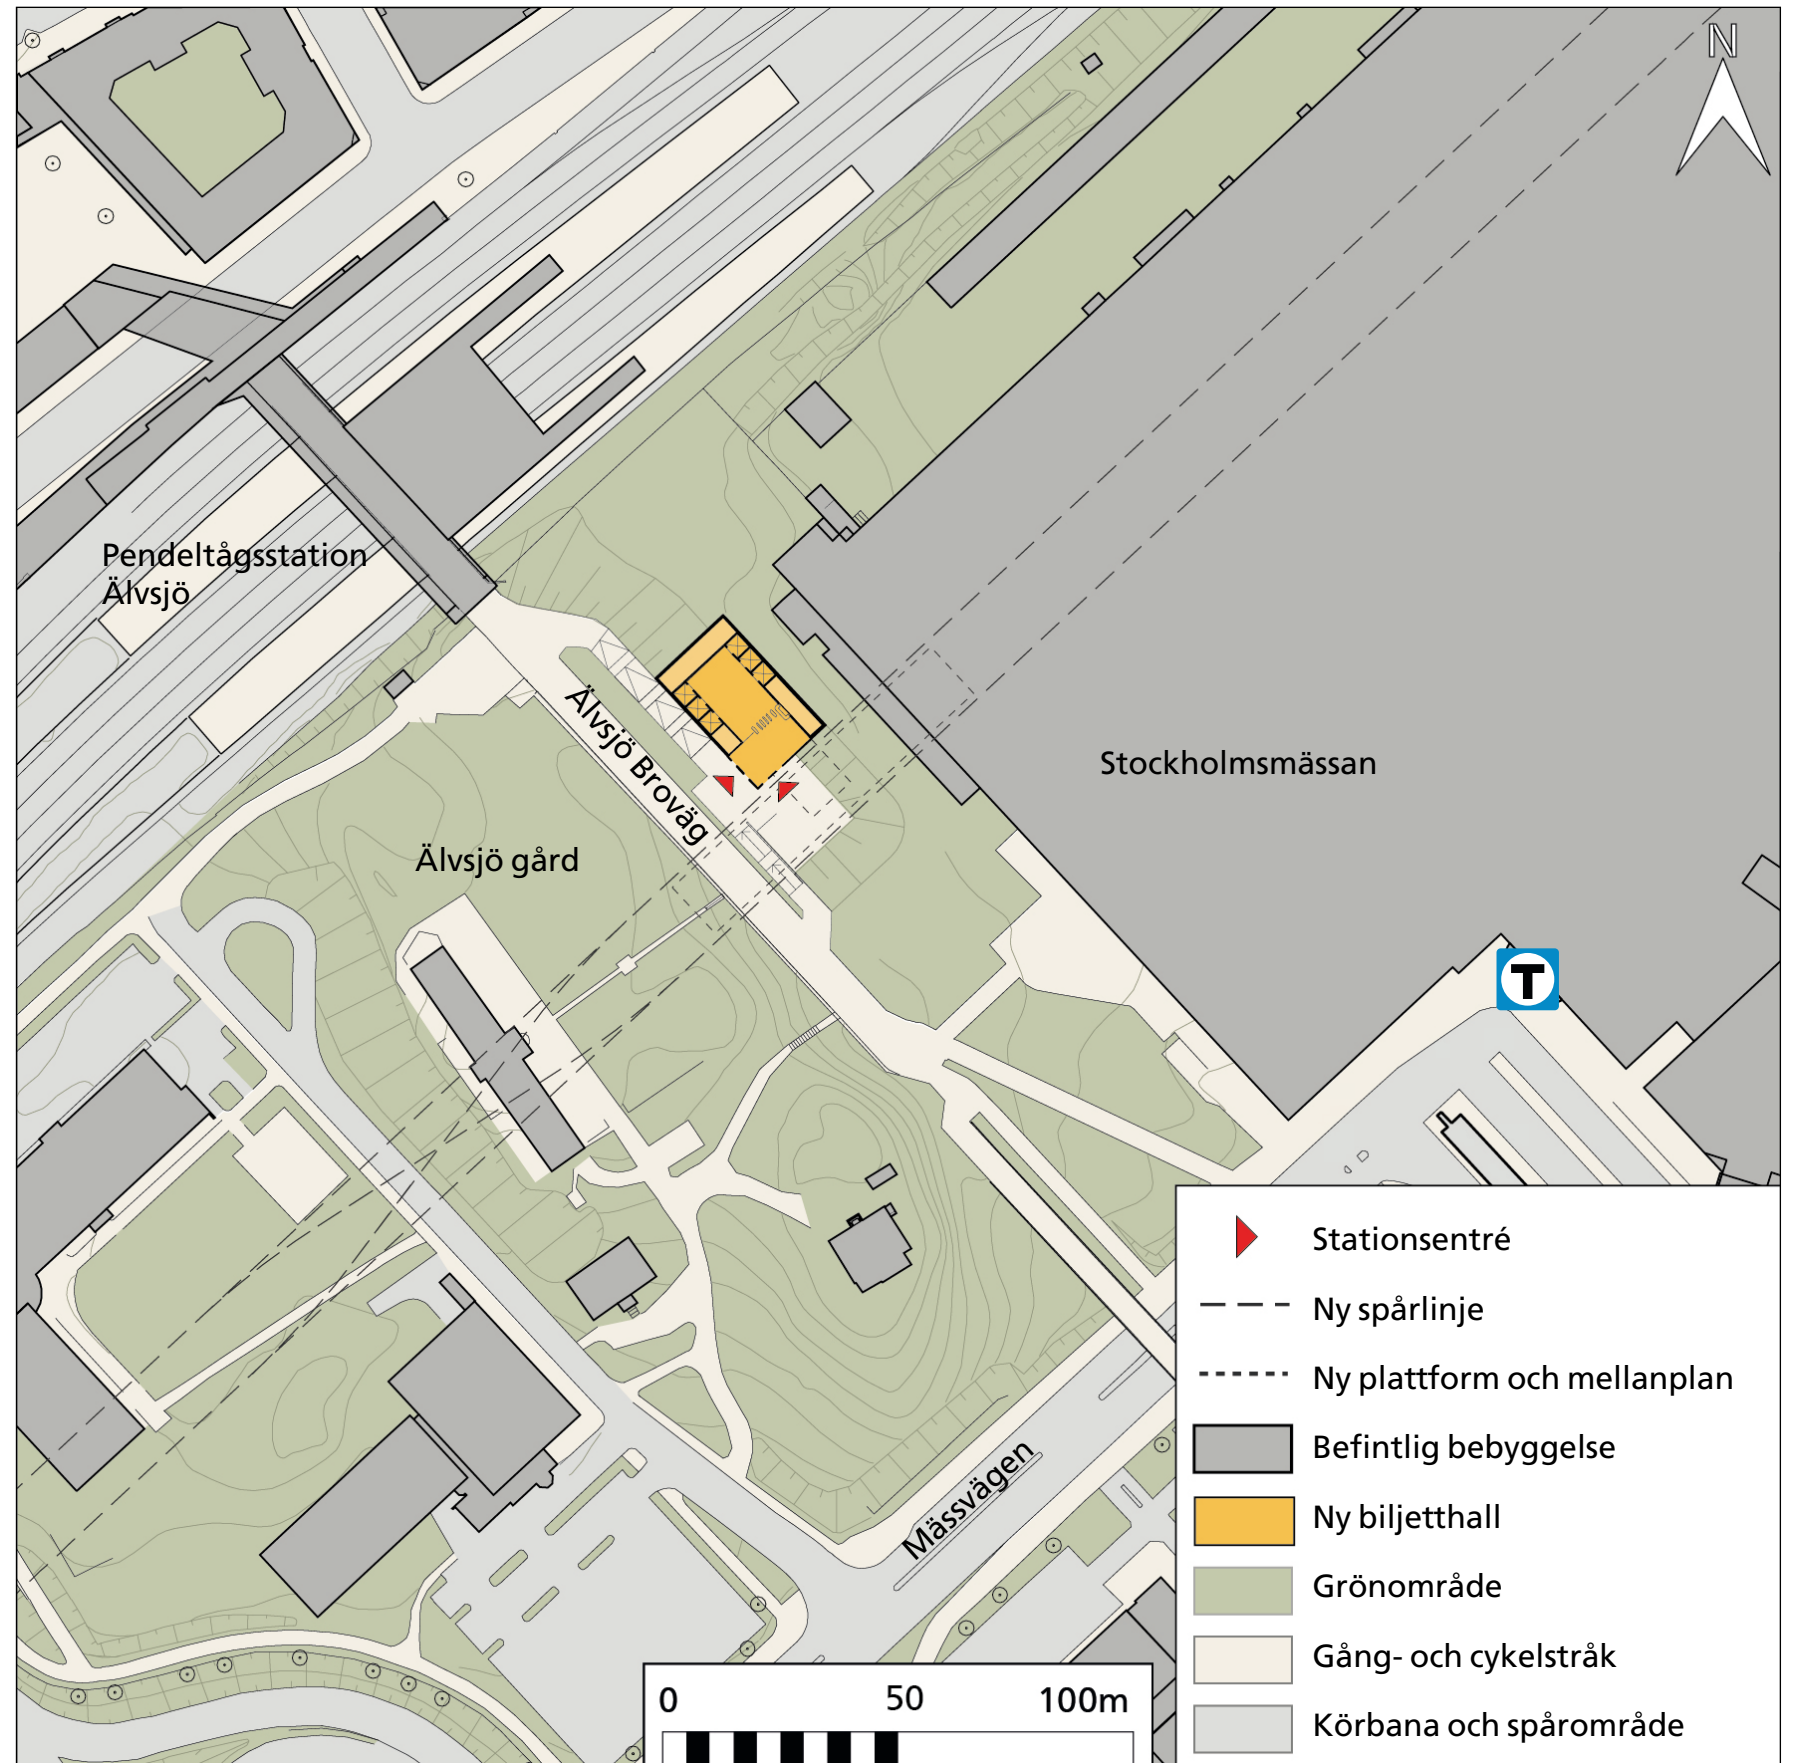 N
Pendeltågsstation
Älvsjö
Älvsjö Broväg
Stockholmsmässan
Älvsjö gård
T
Mässvägen
Stationsentré
Ny spårlinje
Ny plattform och mellanplan
Befintlig bebyggelse
Ny biljetthall
Grönområde
Gång- och cykelstråk
Körbana och spårområde
0 50 100m